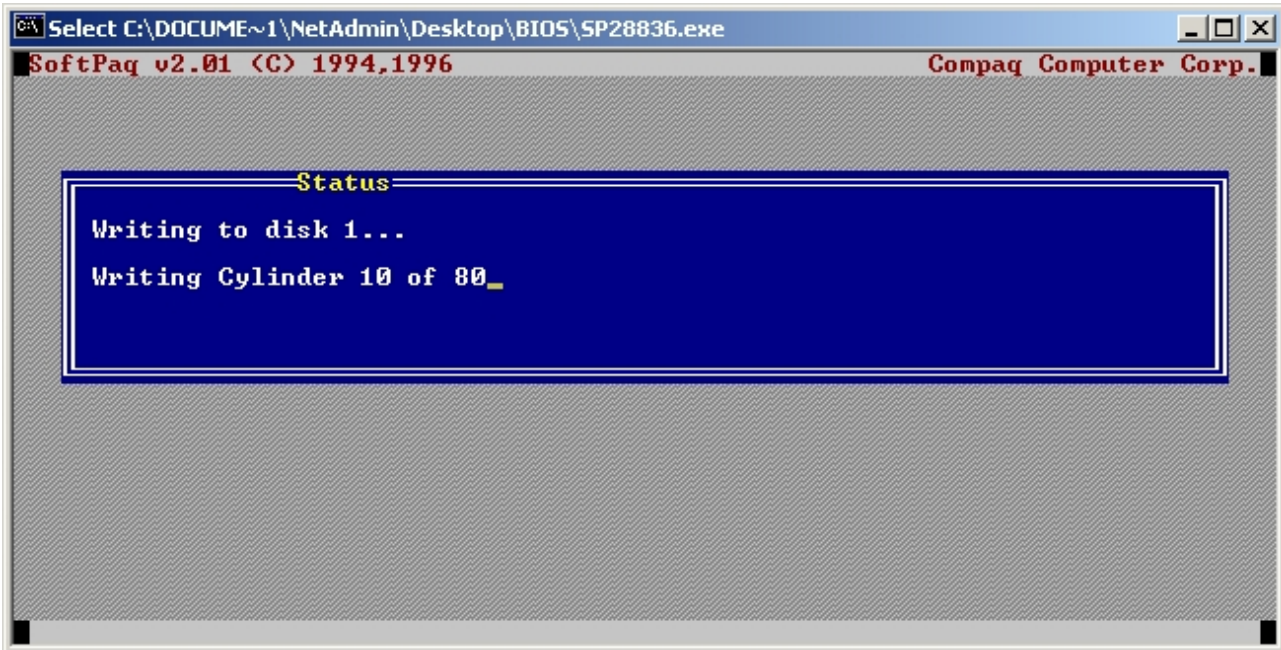 Select C:\DOCUME~1\NetAdmin\Desktop\BIOS\SP28836.exe
SoftPaq v2.01 (C) 1994,1996 Compaq Computer Corp.
Status
Writing to disk 1...
Writing Cylinder 10 of 80_